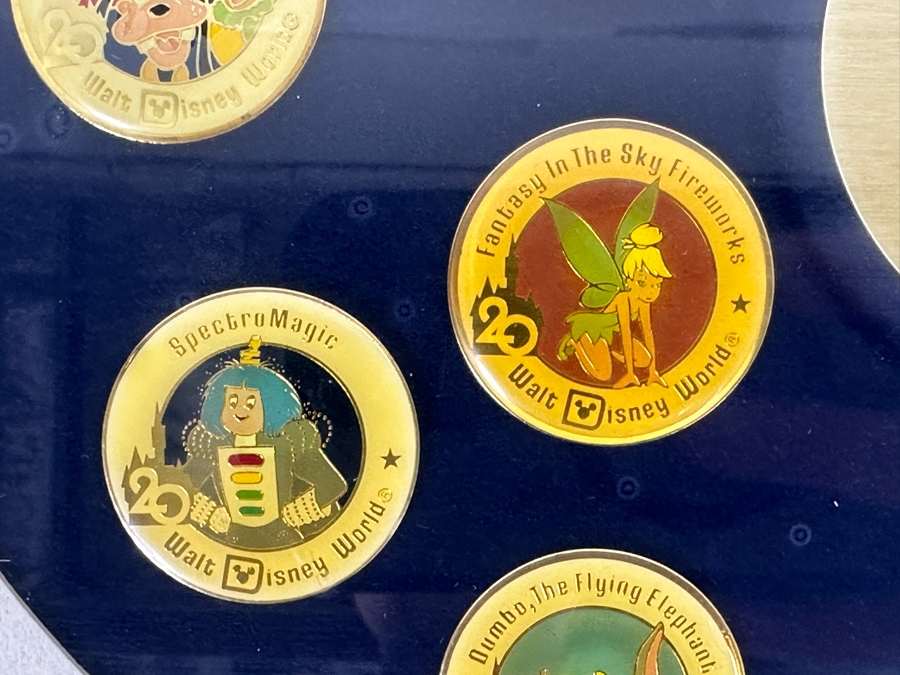 20
Walt Disney World®
Fantasy In The Sky Fireworks
20
Walt Disney World®
SpectroMagic
20
Walt Disney World®
Dumbo, The Flying Elephant